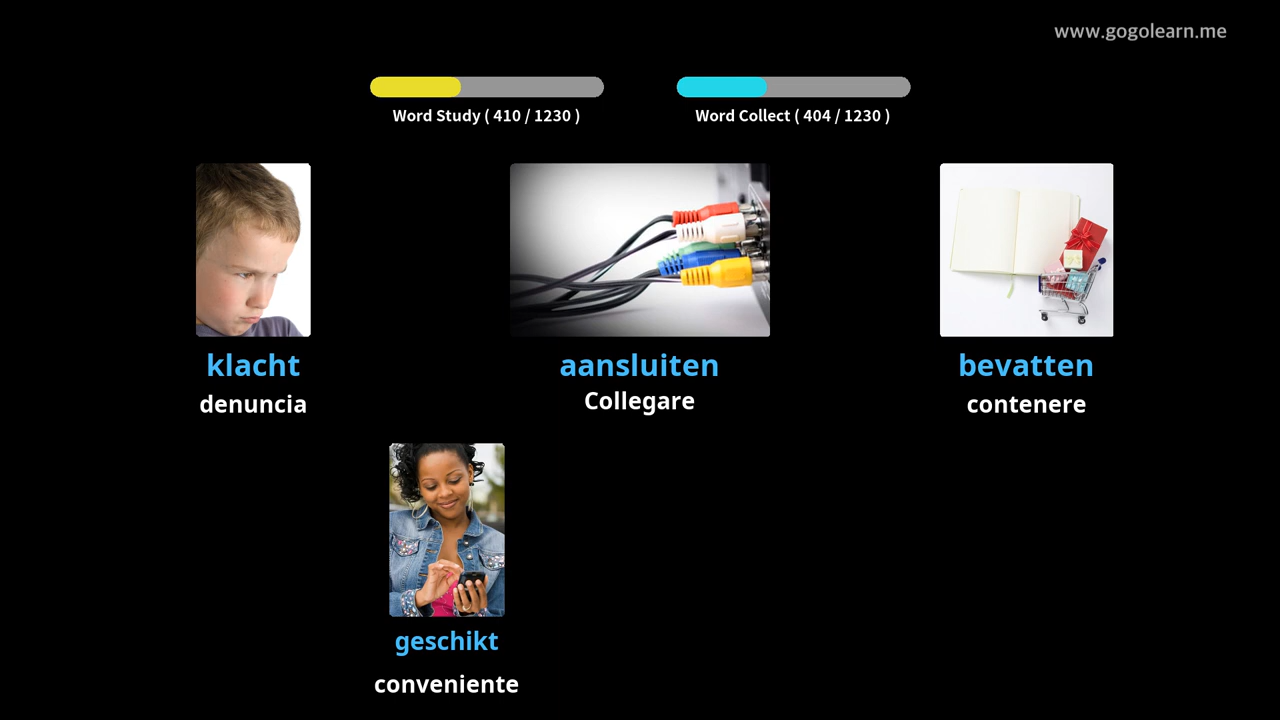 www.gogolearn.me
Word Study ( 410 / 1230 )
Word Collect ( 404 / 1230 )
klacht
denuncia
aansluiten
Collegare
bevatten
contenere
geschikt
conveniente